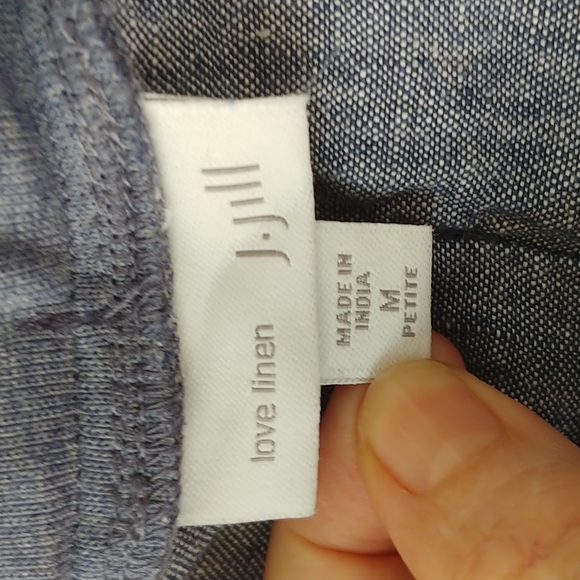 J.Jill
love linen
MADE IN
INDIA
M
PETITE